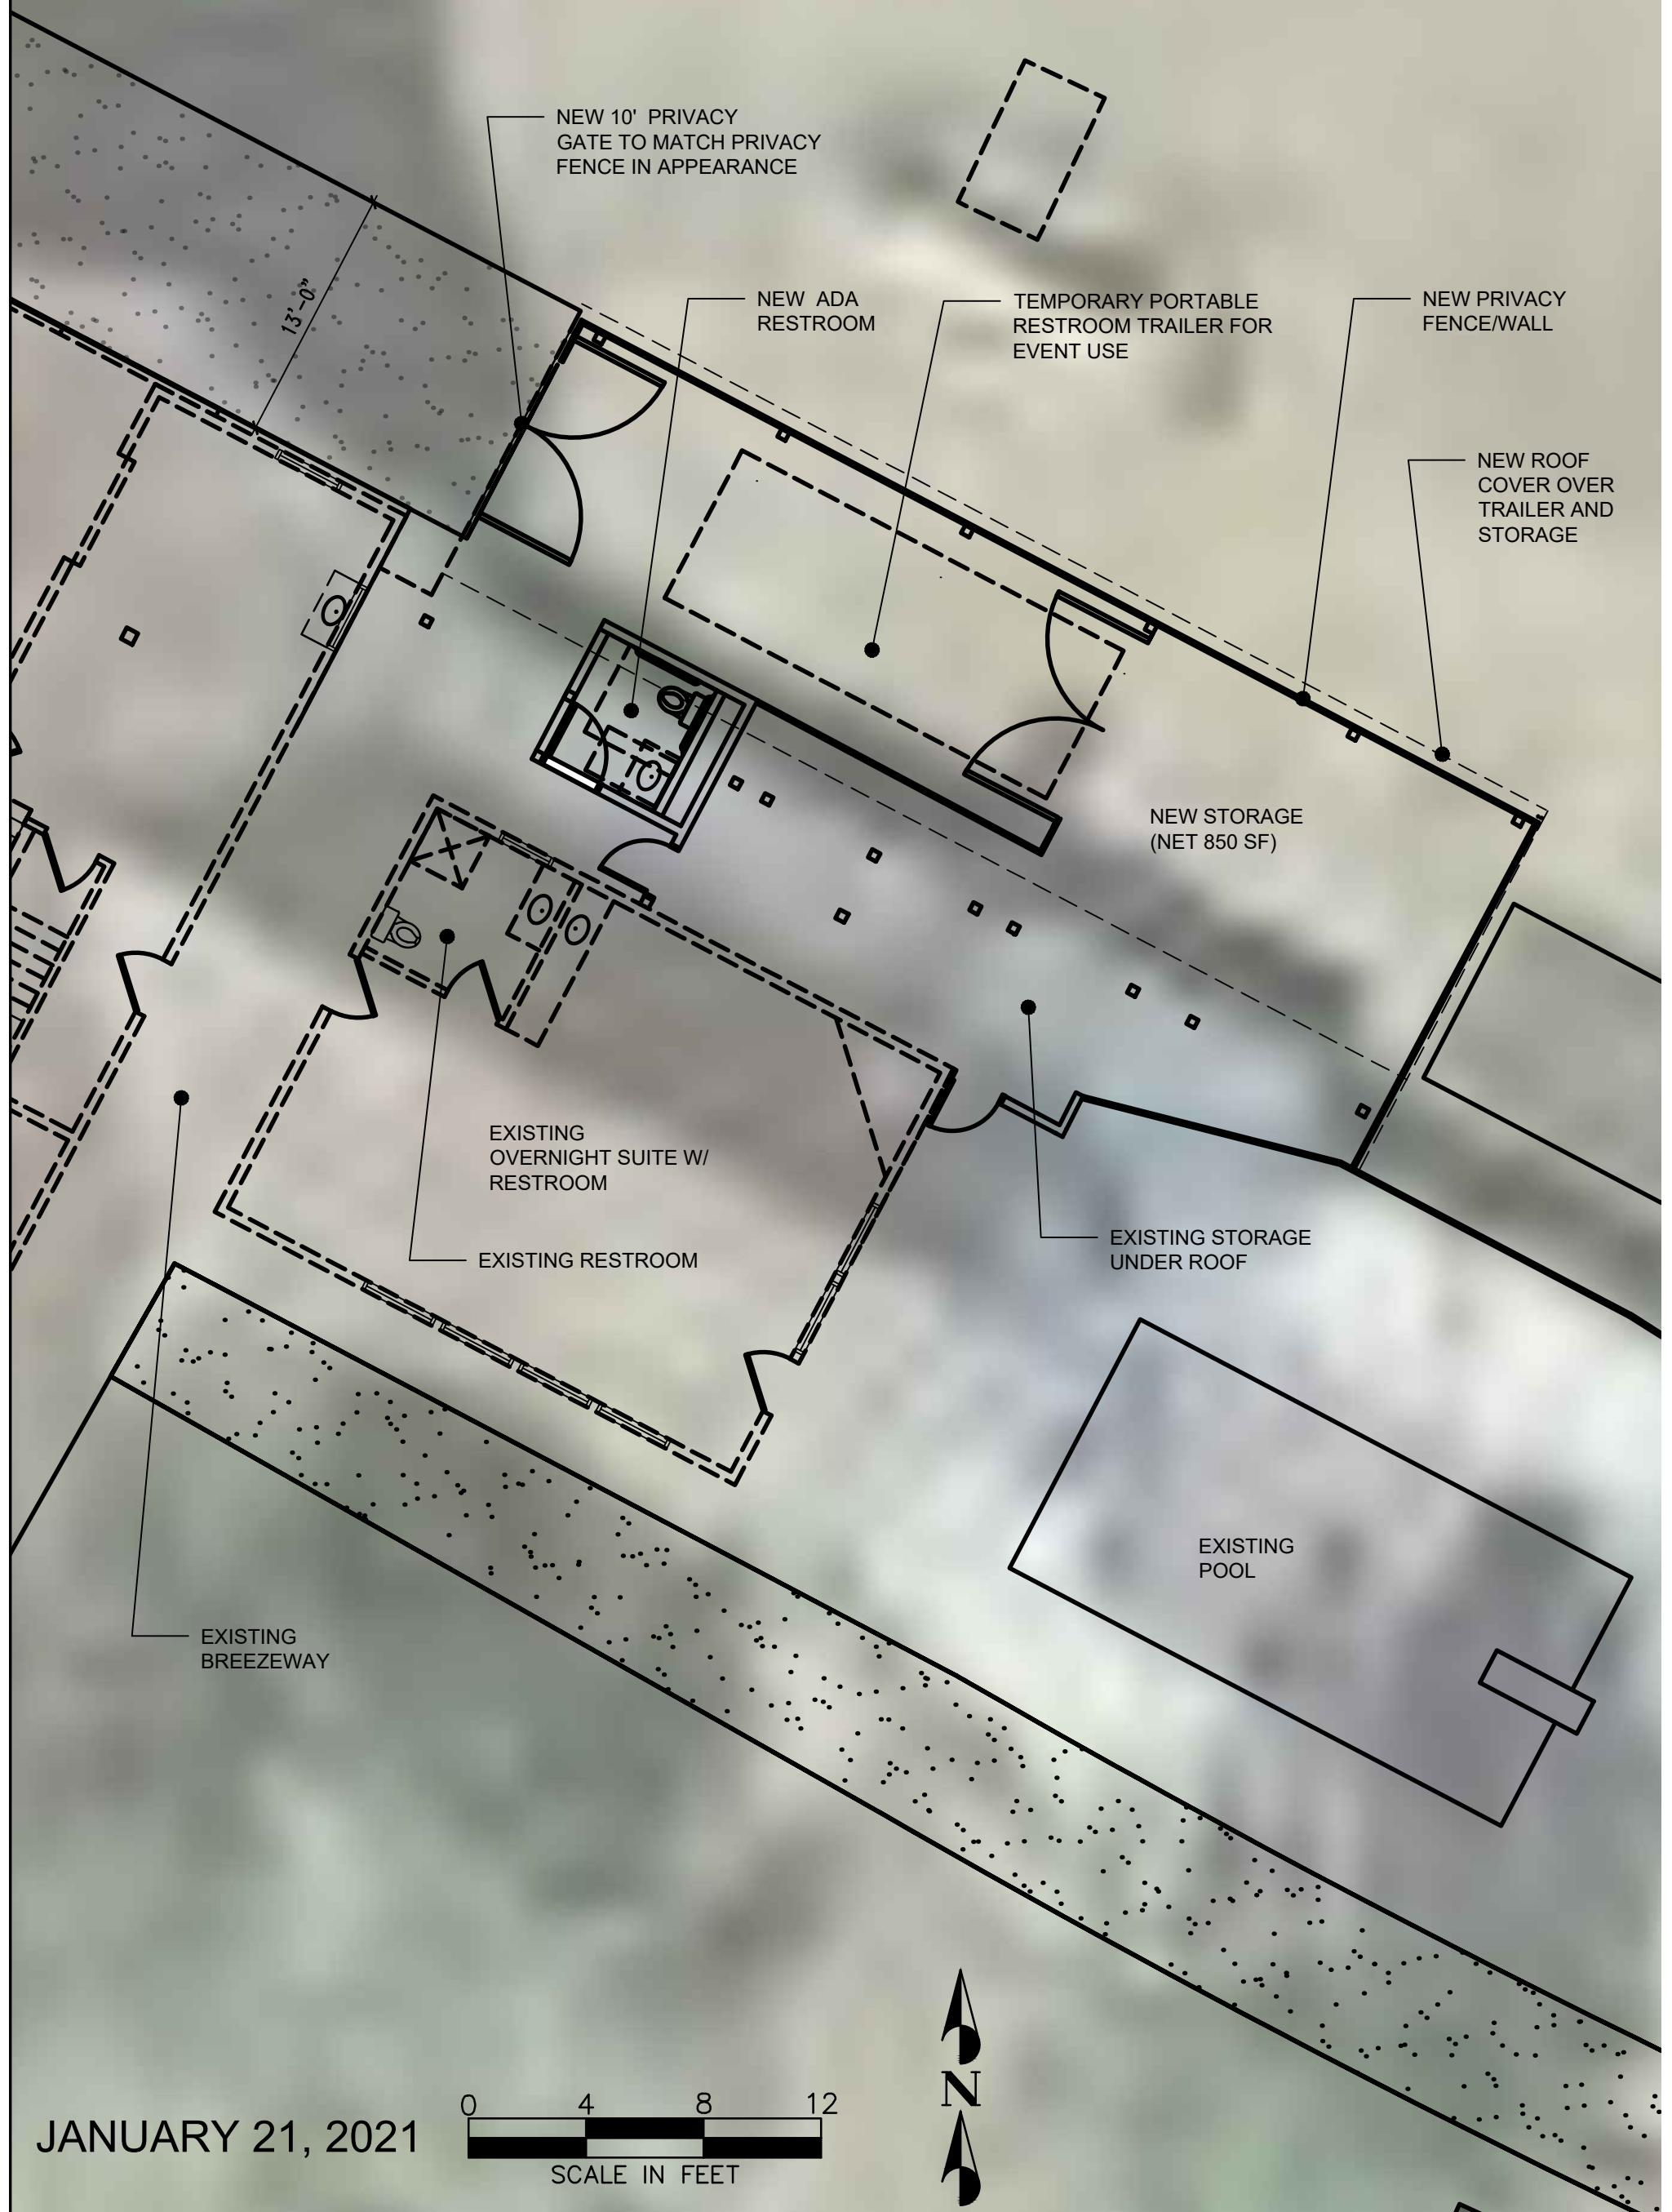 NEW 10' PRIVACY
GATE TO MATCH PRIVACY
FENCE IN APPEARANCE
NEW ADA
RESTROOM
TEMPORARY PORTABLE
RESTROOM TRAILER FOR
EVENT USE
NEW PRIVACY
FENCE/WALL
13'-0"
NEW ROOF
COVER OVER
TRAILER AND
STORAGE
NEW STORAGE
(NET 850 SF)
EXISTING
OVERNIGHT SUITE W/
RESTROOM
EXISTING RESTROOM
EXISTING STORAGE
UNDER ROOF
EXISTING
POOL
EXISTING
BREEZEWAY
JANUARY 21, 2021
0 4 8 12
SCALE IN FEET
N